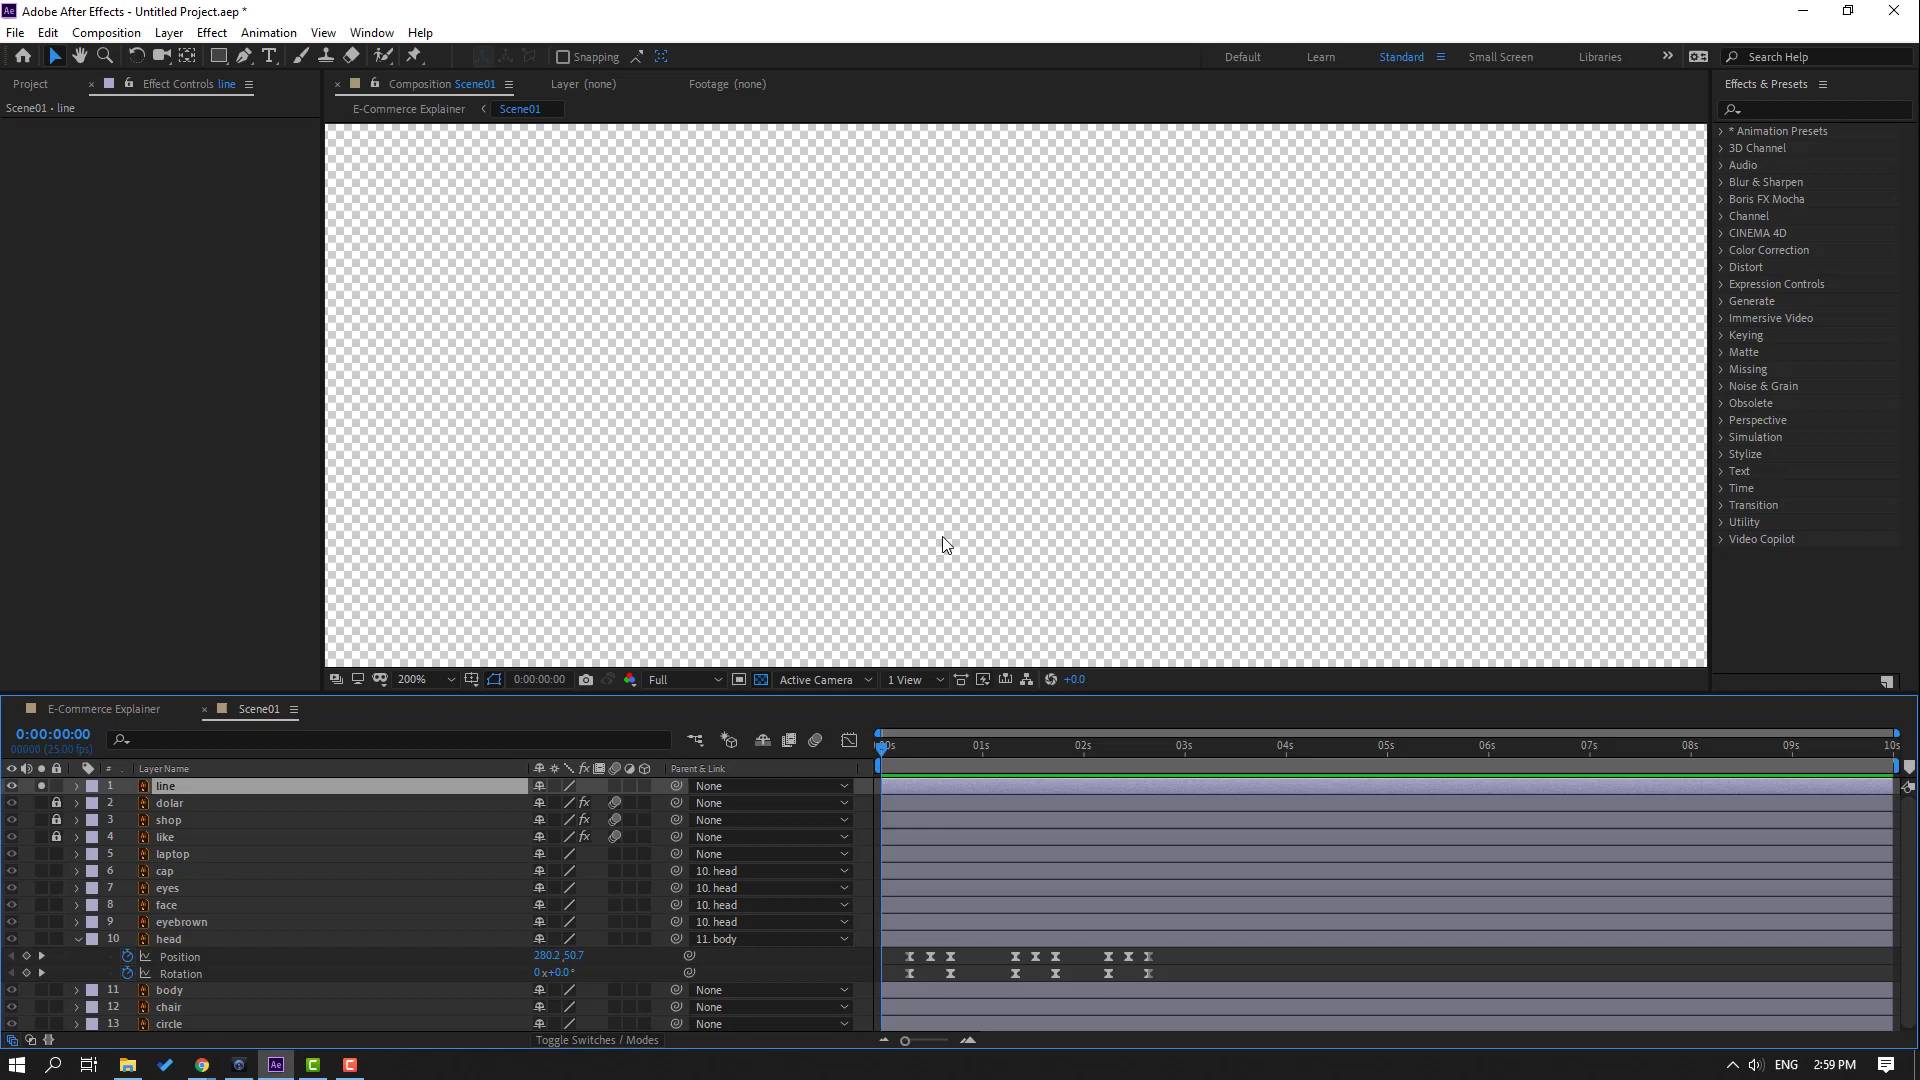 Ae Adobe After Effects - Untitled Project.aep *
File Edit Composition Layer Effect Animation View Window Help
Snapping Default Learn Standard Small Screen Libraries Search Help
Project Effect Controls line Composition Scene01 Layer (none) Footage (none) Effects & Presets
Scene01 • line E-Commerce Explainer Scene01
* Animation Presets
3D Channel
Audio
Blur & Sharpen
Boris FX Mocha
Channel
CINEMA 4D
Color Correction
Distort
Expression Controls
Generate
Immersive Video
Keying
Matte
Missing
Noise & Grain
Obsolete
Perspective
Simulation
Stylize
Text
Time
Transition
Utility
Video Copilot
200% 0:00:00:00 Full Active Camera 1 View +0.0
E-Commerce Explainer Scene01
0:00:00:00
00000 (25.00 fps)
00s 01s 02s 03s 04s 05s 06s 07s 08s 09s 10s
# Layer Name fx Parent & Link
1 line None
2 dolar fx None
3 shop fx None
4 like fx None
5 laptop None
6 cap 10. head
7 eyes 10. head
8 face 10. head
9 eyebrown 10. head
10 head 11. body
Position 280.2,50.7
Rotation 0x+0.0°
11 body None
12 chair None
13 circle None
Toggle Switches / Modes
Ae ENG 2:59 PM